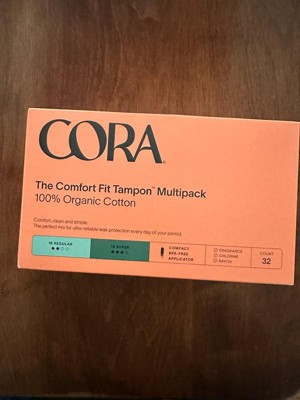 CORA
The Comfort Fit Tampon™ Multipack
100% Organic Cotton
Comfort, clean and simple.
The perfect mix for ultra-reliable leak protection every day of your period.
16 REGULAR
16 SUPER
COMPACT
BPA-FREE
APPLICATOR
FRAGRANCE
CHLORINE
RAYON
COUNT
32